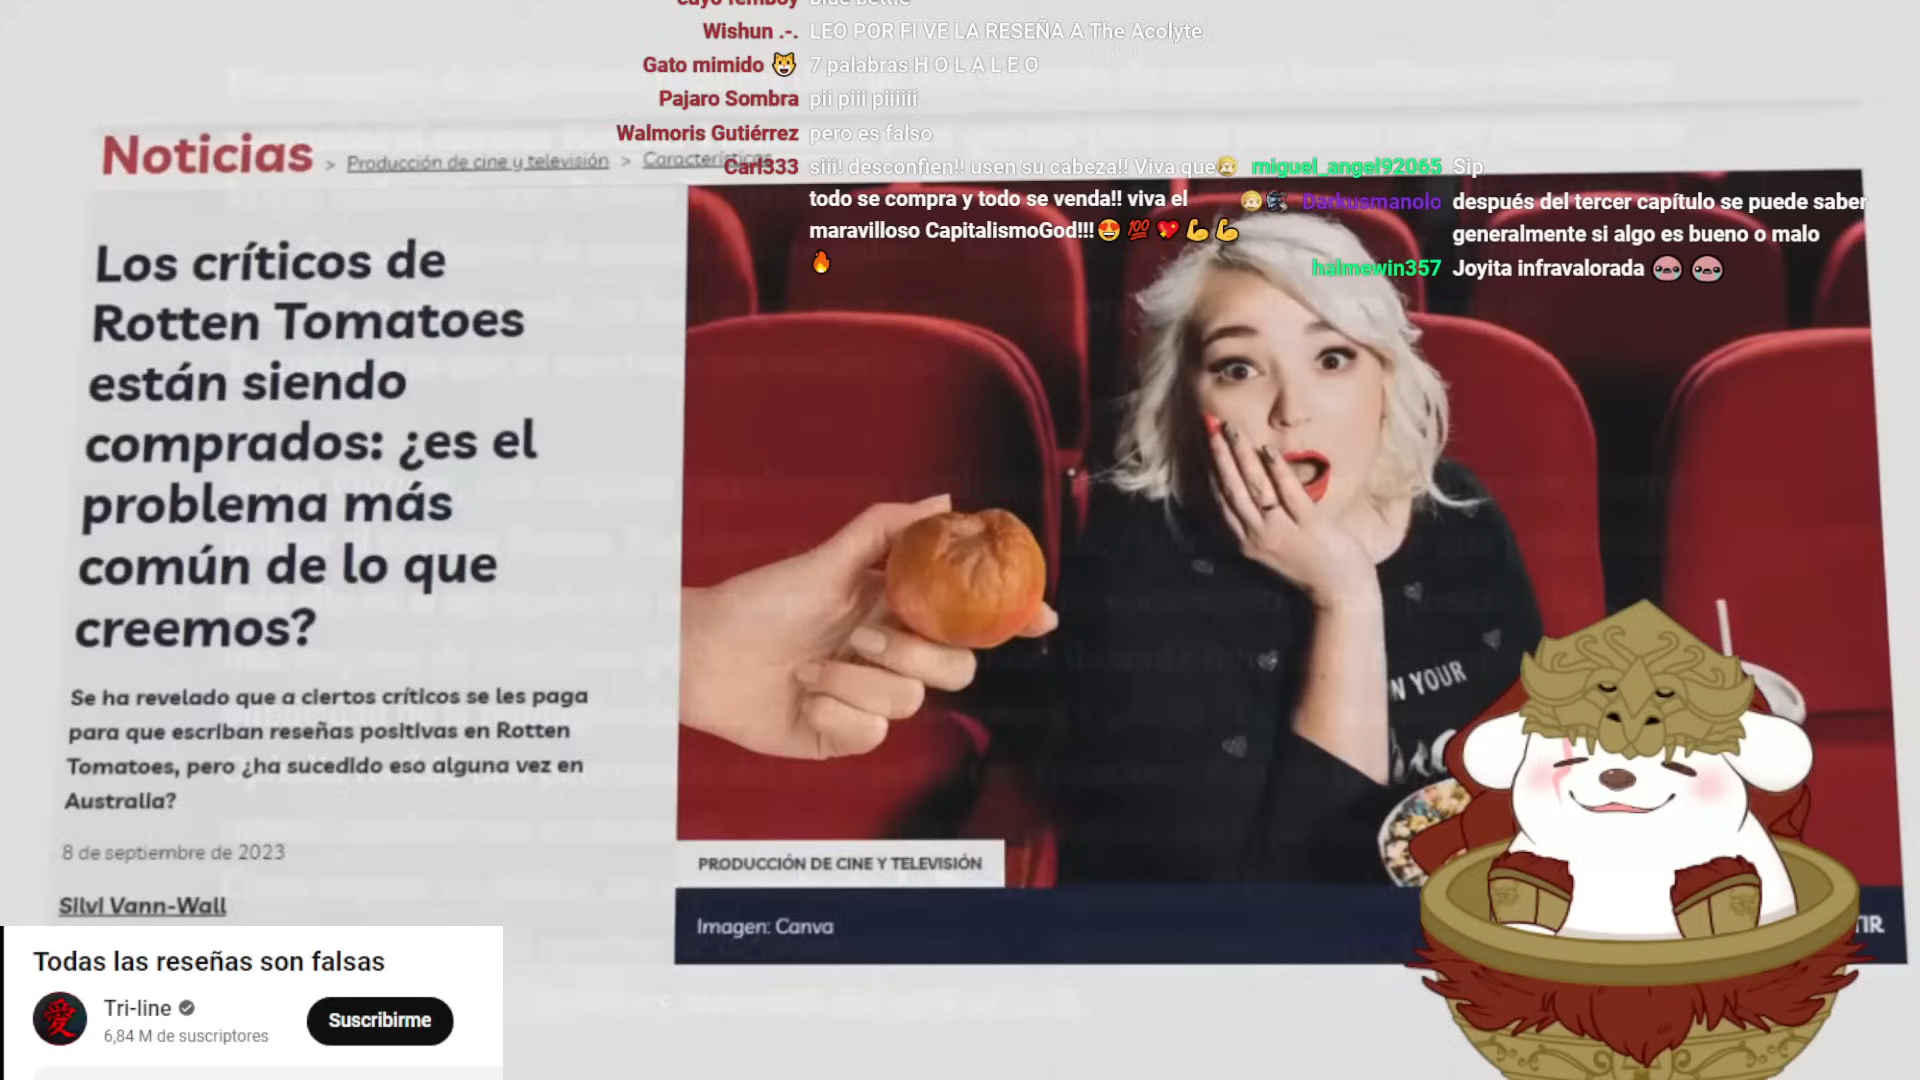 Wishun .-. LEO POR FI VE LA RESEÑA A The Acolyte
Gato mimido 😺 7 palabras H O L A L E O
Pajaro Sombra pii piii piiiiii
Walmoris Gutiérrez pero es falso
Carl333 siii! desconfien!! usen su cabeza!! Viva que
todo se compra y todo se venda!! viva el
maravilloso CapitalismoGod!!!🤩 💯 💖 💪 💪
🔥
miguel_angel92065 Sip
Darkusmanolo después del tercer capítulo se puede saber
generalmente si algo es bueno o malo
halmewin357 Joyita infravalorada
Noticias > Producción de cine y televisión > Características
Los críticos de
Rotten Tomatoes
están siendo
comprados: ¿es el
problema más
común de lo que
creemos?
Se ha revelado que a ciertos críticos se les paga
para que escriban reseñas positivas en Rotten
Tomatoes, pero ¿ha sucedido eso alguna vez en
Australia?
8 de septiembre de 2023
Silvi Vann-Wall
N YOUR
PRODUCCIÓN DE CINE Y TELEVISIÓN
Imagen: Canva
TIR
Todas las reseñas son falsas
愛
Tri-line
6,84 M de suscriptores
Suscribirme